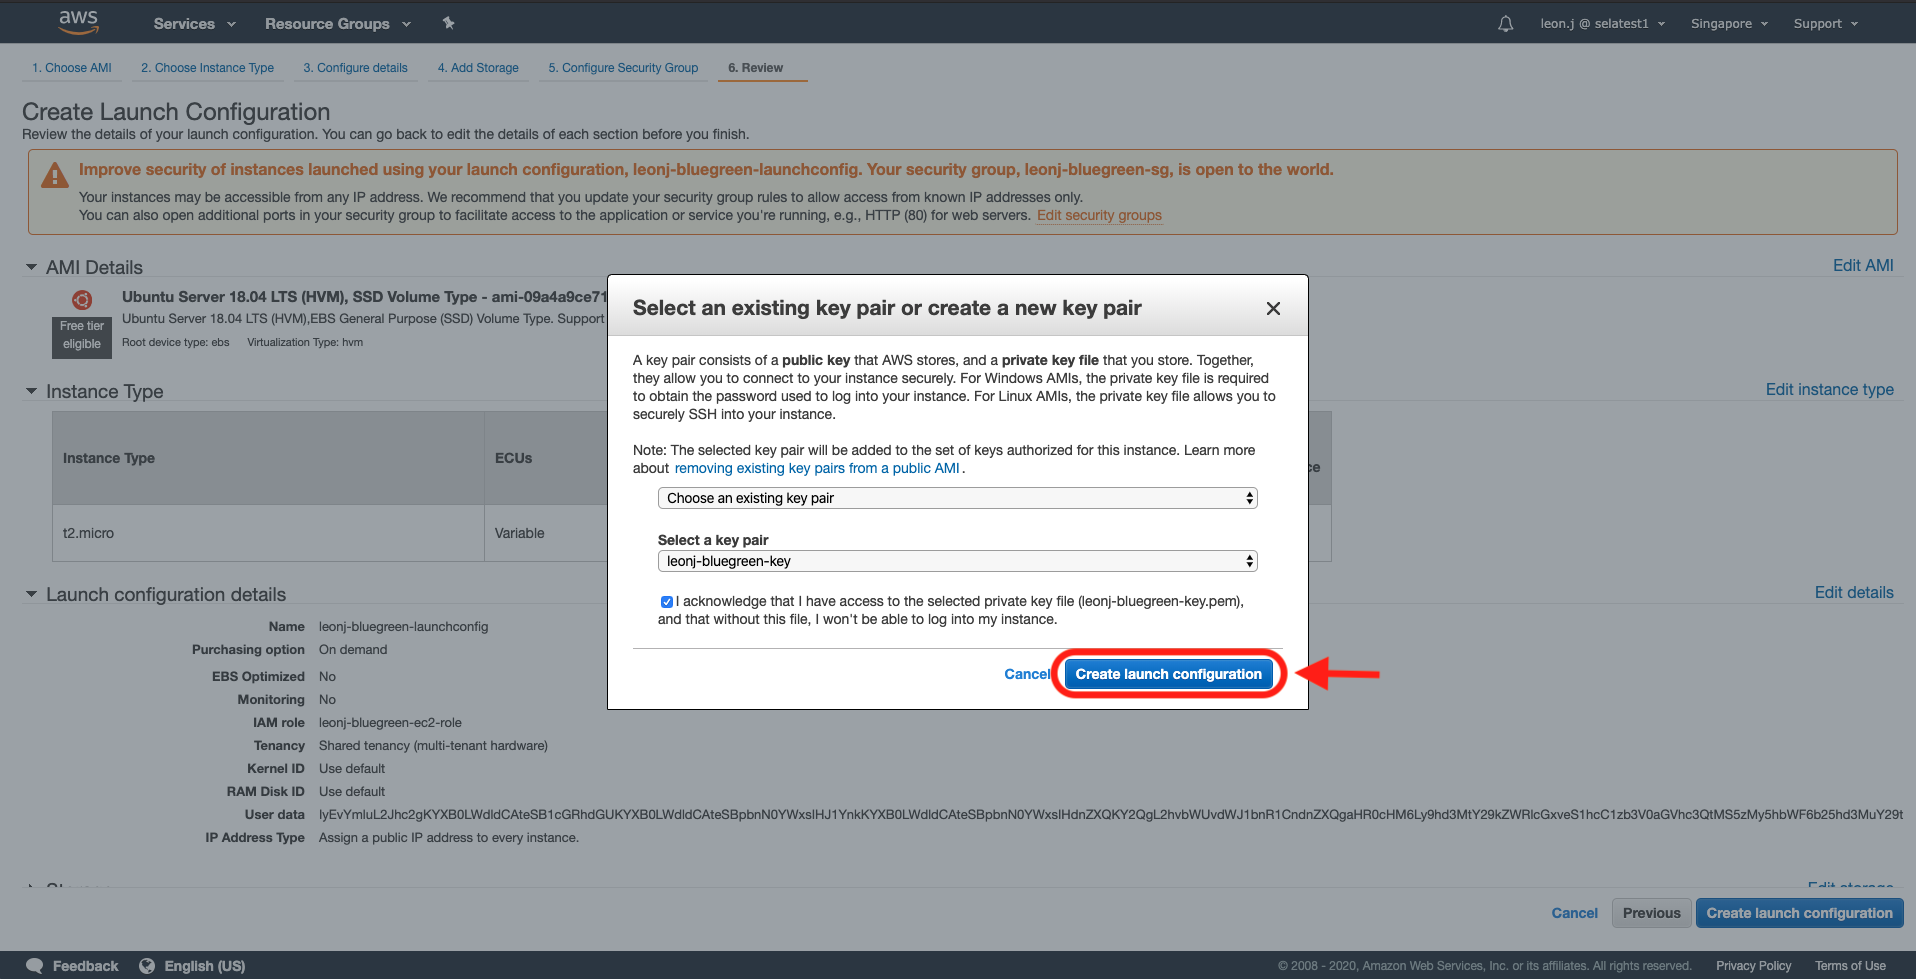 aws Services Resource Groups leon.j @ selatest1 Singapore Support
1. Choose AMI 2. Choose Instance Type 3. Configure details 4. Add Storage 5. Configure Security Group 6. Review
Create Launch Configuration
Review the details of your launch configuration. You can go back to edit the details of each section before you finish.
Improve security of instances launched using your launch configuration, leonj-bluegreen-launchconfig. Your security group, leonj-bluegreen-sg, is open to the world.
Your instances may be accessible from any IP address. We recommend that you update your security group rules to allow access from known IP addresses only.
You can also open additional ports in your security group to facilitate access to the application or service you're running, e.g., HTTP (80) for web servers. Edit security groups
AMI Details Edit AMI
Ubuntu Server 18.04 LTS (HVM), SSD Volume Type - ami-09a4a9ce71
Free tier eligible
Ubuntu Server 18.04 LTS (HVM),EBS General Purpose (SSD) Volume Type. Support
Root device type: ebs Virtualization Type: hvm
Instance Type Edit instance type
Instance Type ECUs
t2.micro Variable
Select an existing key pair or create a new key pair
A key pair consists of a public key that AWS stores, and a private key file that you store. Together,
they allow you to connect to your instance securely. For Windows AMIs, the private key file is required
to obtain the password used to log into your instance. For Linux AMIs, the private key file allows you to
securely SSH into your instance.
Note: The selected key pair will be added to the set of keys authorized for this instance. Learn more
about removing existing key pairs from a public AMI .
Choose an existing key pair
Select a key pair
leonj-bluegreen-key
I acknowledge that I have access to the selected private key file (leonj-bluegreen-key.pem),
and that without this file, I won't be able to log into my instance.
Cancel Create launch configuration
Launch configuration details Edit details
Name leonj-bluegreen-launchconfig
Purchasing option On demand
EBS Optimized No
Monitoring No
IAM role leonj-bluegreen-ec2-role
Tenancy Shared tenancy (multi-tenant hardware)
Kernel ID Use default
RAM Disk ID Use default
User data
IP Address Type Assign a public IP address to every instance.
Edit storage
Cancel Previous Create launch configuration
Feedback English (US) © 2008 - 2020, Amazon Web Services, Inc. or its affiliates. All rights reserved. Privacy Policy Terms of Use